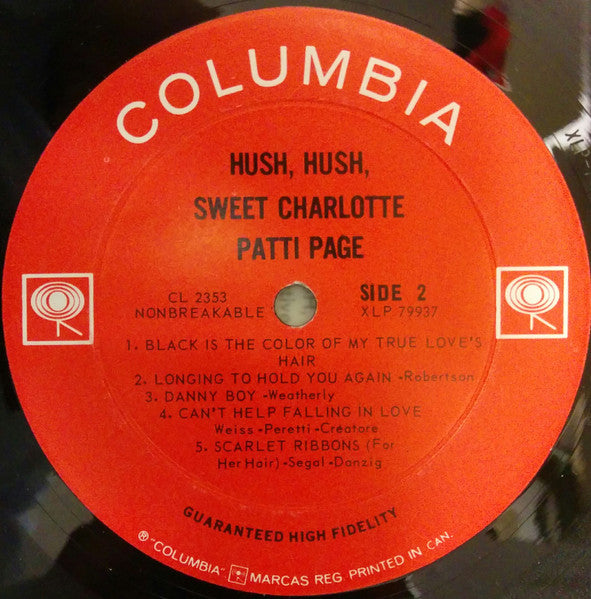 COLUMBIA
HUSH, HUSH,
SWEET CHARLOTTE
PATTI PAGE
CL 2353
NONBREAKABLE
SIDE 2
XLP 79937
1. BLACK IS THE COLOR OF MY TRUE LOVE'S
HAIR
2. LONGING TO HOLD YOU AGAIN -Robertson
3. DANNY BOY -Weatherly
4. CAN'T HELP FALLING IN LOVE
Weiss -Peretti -Creatore
5. SCARLET RIBBONS (For
Her Hair) -Segal -Danzig
GUARANTEED HIGH FIDELITY
® "COLUMBIA" MARCAS REG. PRINTED IN CAN.